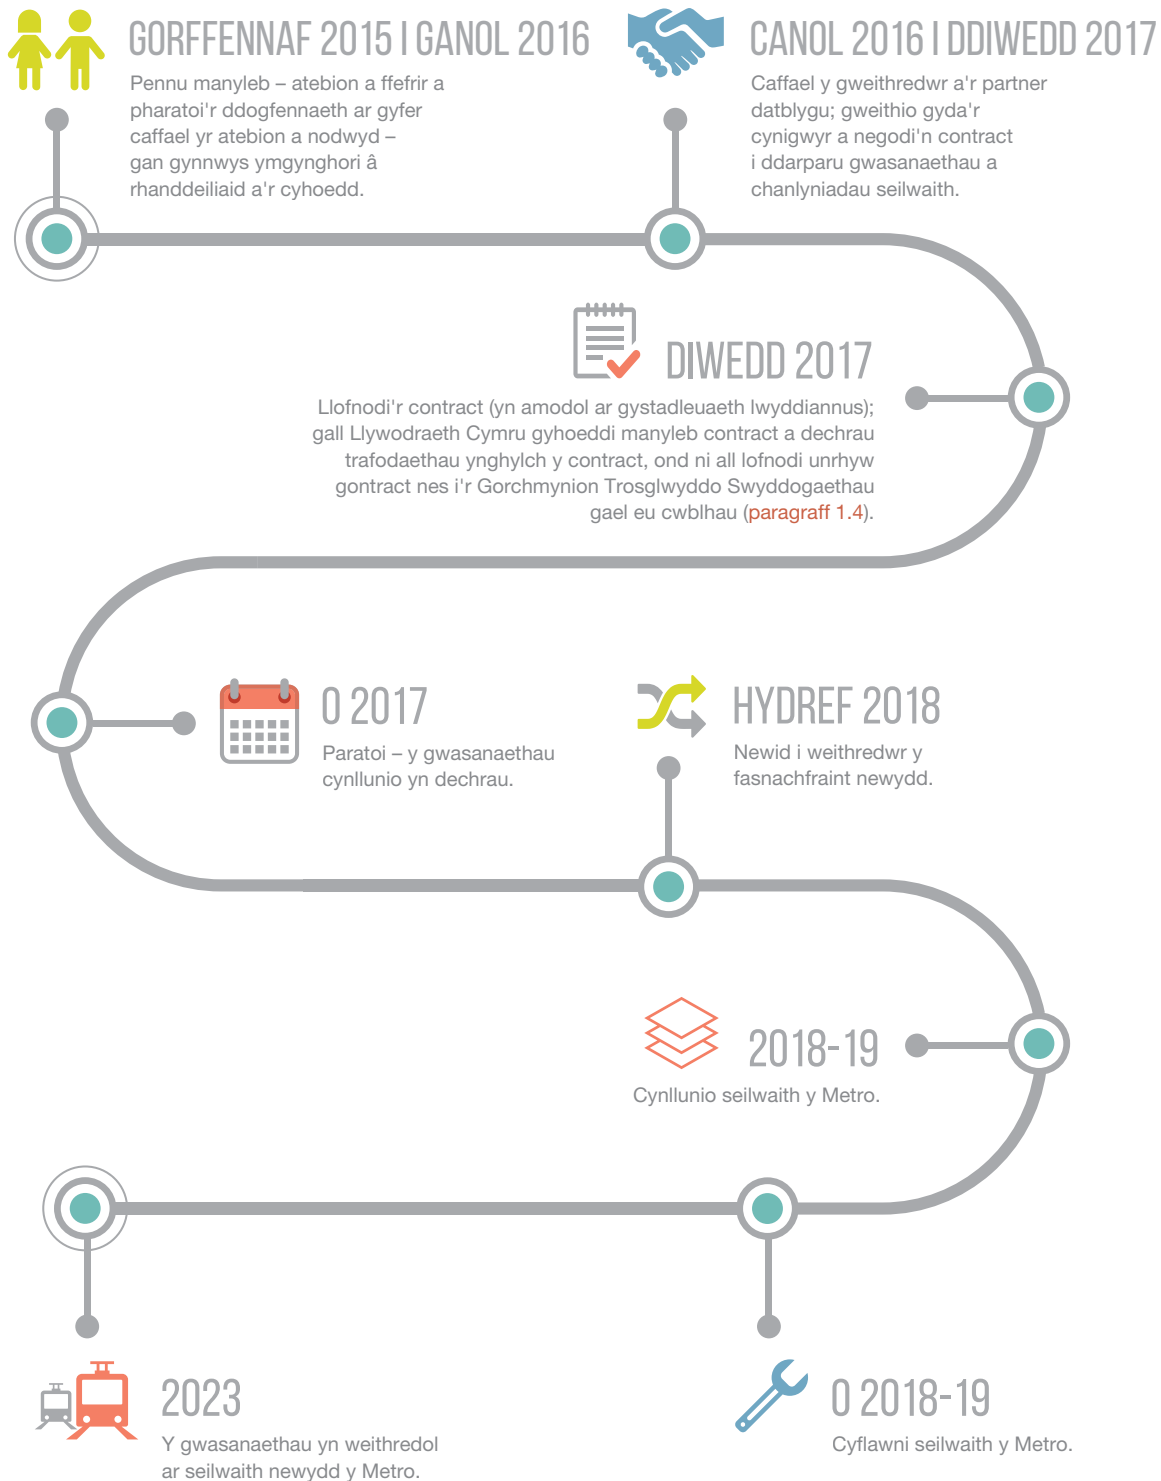 GORFFENNAF 2015 I GANOL 2016
Pennu manyleb – atebion a ffefrir a
pharatoi'r ddogfennaeth ar gyfer
caffael yr atebion a nodwyd –
gan gynnwys ymgynghori â
rhanddeiliaid a'r cyhoedd.
CANOL 2016 I DDIWEDD 2017
Caffael y gweithredwr a'r partner
datblygu; gweithio gyda'r
cynigwyr a negodi'n contract
i ddarparu gwasanaethau a
chanlyniadau seilwaith.
DIWEDD 2017
Llofnodi'r contract (yn amodol ar gystadleuaeth lwyddiannus);
gall Llywodraeth Cymru gyhoeddi manyleb contract a dechrau
trafodaethau ynghylch y contract, ond ni all lofnodi unrhyw
gontract nes i'r Gorchmynion Trosglwyddo Swyddogaethau
gael eu cwblhau (paragraff 1.4).
O 2017
Paratoi – y gwasanaethau
cynllunio yn dechrau.
HYDREF 2018
Newid i weithredwr y
fasnachfraint newydd.
2018-19
Cynllunio seilwaith y Metro.
O 2018-19
Cyflawni seilwaith y Metro.
2023
Y gwasanaethau yn weithredol
ar seilwaith newydd y Metro.